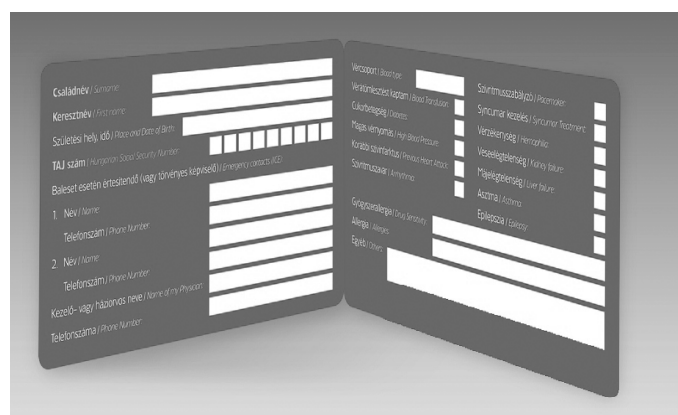 Családnév / Surname
Keresztnév / First name
Születési hely, idő / Place and Date of Birth
TAJ szám / Hungarian Social Security Number
Baleset esetén értesítendő (vagy törvényes képviselő) / Emergency contacts (ICE)
1. Név / Name
Telefonszám / Phone Number
2. Név / Name
Telefonszám / Phone Number
Kezelő- vagy háziorvos neve / Name of my Physician
Telefonszáma / Phone Number
Vércsoport / Blood type
Vérátömlesztést kaptam / Blood Transfusion
Cukorbetegség / Diabetes
Magas vérnyomás / High Blood Pressure
Korábbi szívinfarktus / Previous Heart Attack
Szívritmuszavar / Arrhythmia
Szívritmusszabályzó / Pacemaker
Syncumar kezelés / Syncumar Treatment
Vérzékenység / Hemophilia
Veseelégtelenség / Kidney failure
Májelégtelenség / Liver failure
Asztma / Asthma
Epilepszia / Epilepsy
Gyógyszerallergia / Drug Sensitivity
Allergia / Allergies
Egyéb / Others